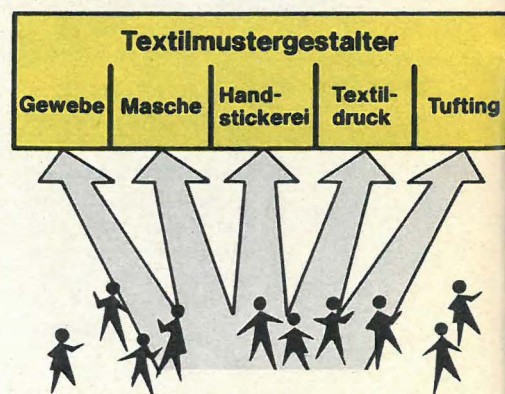 Textilmustergestalter
Gewebe
Masche
Hand-
stickerei
Textil-
druck
Tufting